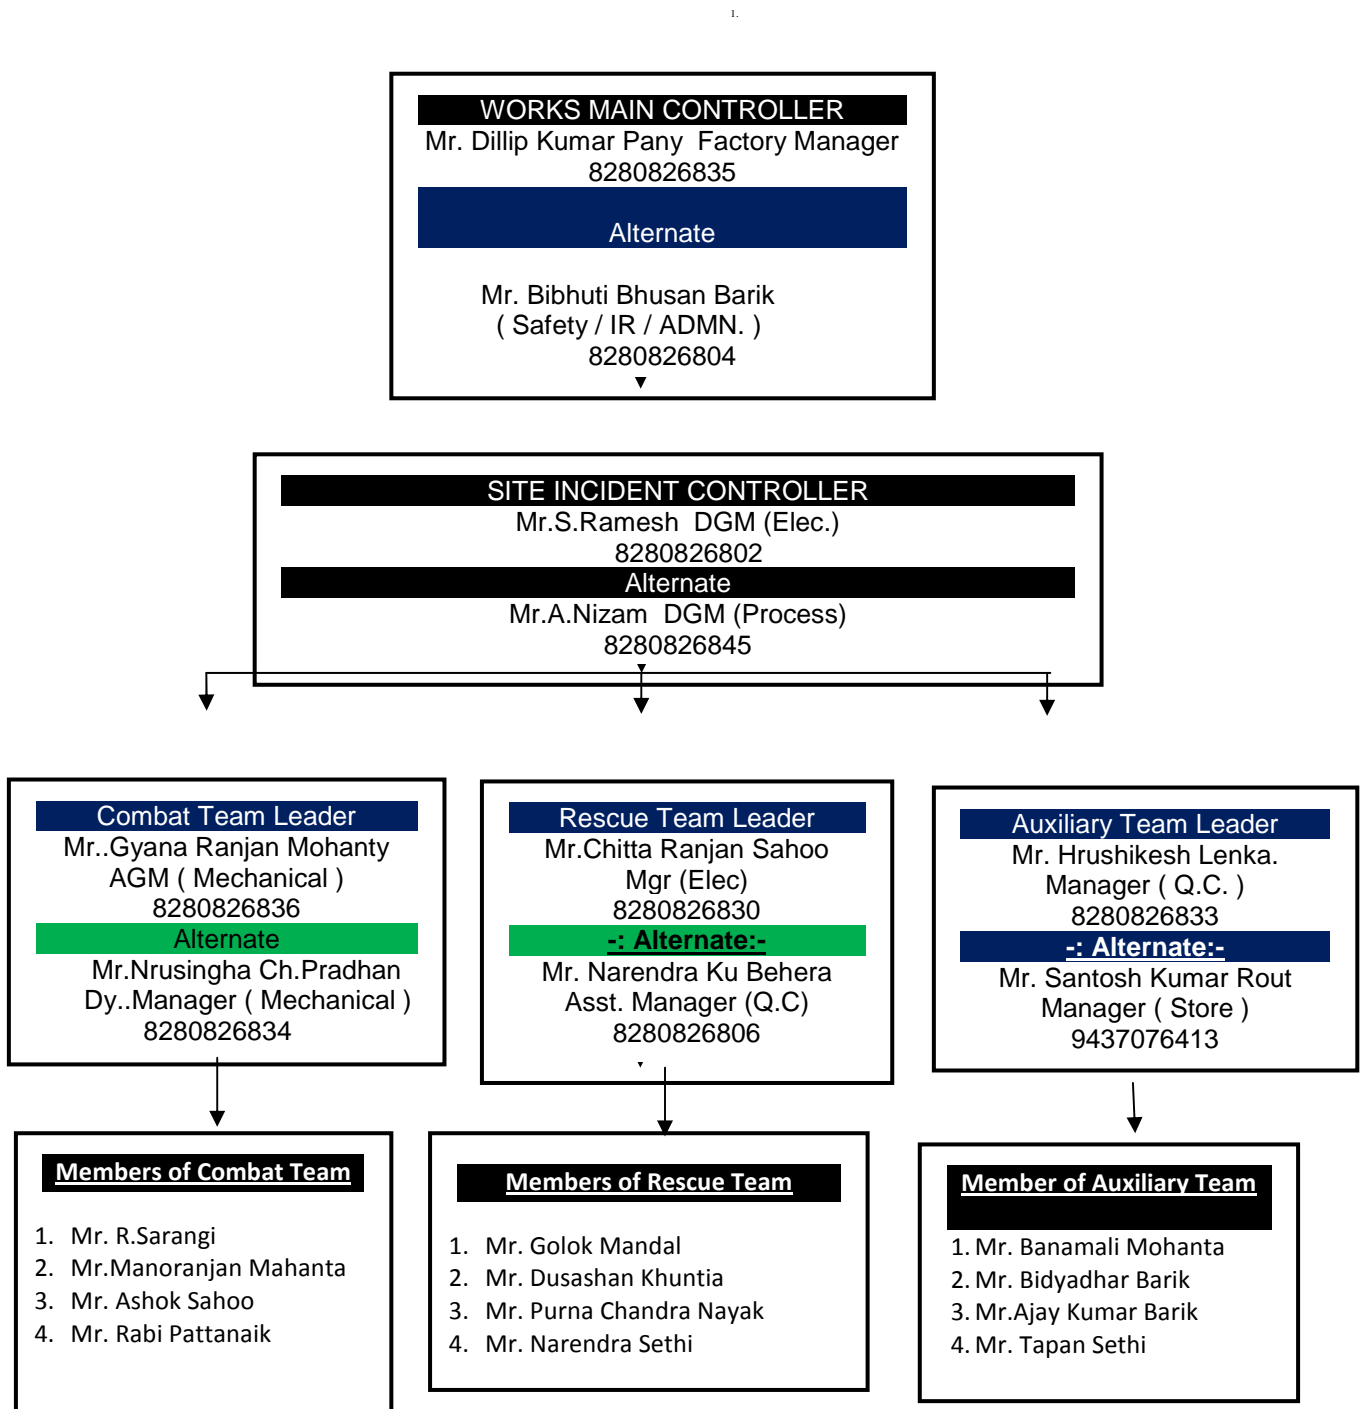 1.
WORKS MAIN CONTROLLER
Mr. Dillip Kumar Pany  Factory Manager
8280826835
Alternate
Mr. Bibhuti Bhusan Barik
( Safety / IR / ADMN. )
8280826804
SITE INCIDENT CONTROLLER
Mr.S.Ramesh  DGM (Elec.)
8280826802
Alternate
Mr.A.Nizam  DGM (Process)
8280826845
Combat Team Leader
Mr..Gyana Ranjan Mohanty
AGM ( Mechanical )
8280826836
Alternate
Mr.Nrusingha Ch.Pradhan
Dy..Manager ( Mechanical )
8280826834
Rescue Team Leader
Mr.Chitta Ranjan Sahoo
Mgr (Elec)
8280826830
-: Alternate:-
Mr. Narendra Ku Behera
Asst. Manager (Q.C)
8280826806
Auxiliary Team Leader
Mr. Hrushikesh Lenka.
Manager ( Q.C. )
8280826833
-: Alternate:-
Mr. Santosh Kumar Rout
Manager ( Store )
9437076413
Members of Combat Team
1. Mr. R.Sarangi
2. Mr.Manoranjan Mahanta
3. Mr. Ashok Sahoo
4. Mr. Rabi Pattanaik
Members of Rescue Team
1. Mr. Golok Mandal
2. Mr. Dusashan Khuntia
3. Mr. Purna Chandra Nayak
4. Mr. Narendra Sethi
Member of Auxiliary Team
1. Mr. Banamali Mohanta
2. Mr. Bidyadhar Barik
3. Mr.Ajay Kumar Barik
4. Mr. Tapan Sethi